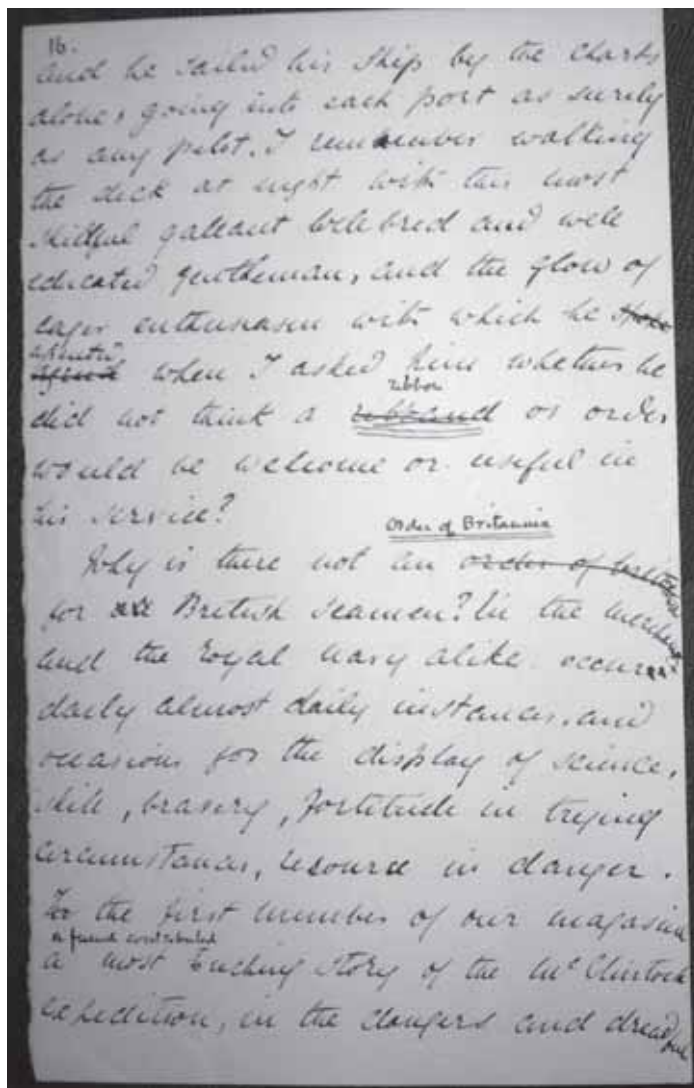 16.
and he sailed his ship by the charts
alone, going into each port as surely
as any pilot. I remember walking
the deck at night with this most
skilful gallant well bred and well
educated gentleman, and the glow of
eager enthusiasm with which he
assented
when I asked him whether he
ribbon
did not think a ribband or order
would be welcome or useful in
his service?
Order of Britannia
Why is there not an order of Britannia
for British Seamen? In the merchant
and the royal navy alike occur
daily almost daily instances, and
occasions for the display of science,
skill, bravery, fortitude in trying
circumstances, resource in danger.
In the first number of our magazine
a friend contributed
a most touching story of the McClintock
expedition, in the dangers and dreadful